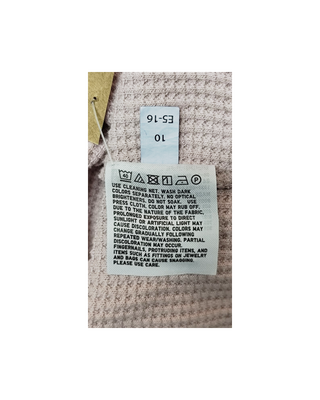 10
E5-16
USE CLEANING NET. WASH DARK
COLORS SEPARATELY. NO OPTICAL
BRIGHTENERS. DO NOT SOAK. USE
PRESS CLOTH. COLOR MAY RUB OFF.
DUE TO THE NATURE OF THE FABRIC,
PROLONGED EXPOSURE TO DIRECT
SUNLIGHT OR ARTIFICIAL LIGHT MAY
CAUSE DISCOLORATION. COLORS MAY
CHANGE GRADUALLY FOLLOWING
REPEATED WEAR/WASHING. PARTIAL
DISCOLORATION MAY OCCUR.
FINGERNAILS, PROTRUDING ITEMS, AND
ITEMS SUCH AS FITTINGS ON JEWELRY
AND BAGS CAN CAUSE SNAGGING.
PLEASE USE CARE.